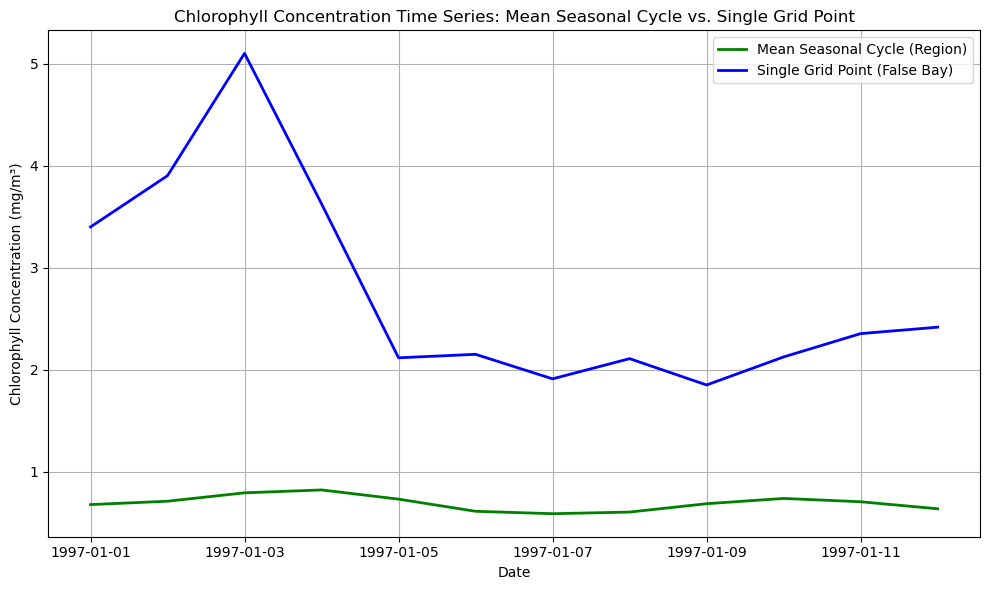 Chlorophyll Concentration Time Series: Mean Seasonal Cycle vs. Single Grid Point
Mean Seasonal Cycle (Region)
Single Grid Point (False Bay)
Chlorophyll Concentration (mg/m³)
5
4
3
2
1
1997-01-01 1997-01-03 1997-01-05 1997-01-07 1997-01-09 1997-01-11
Date